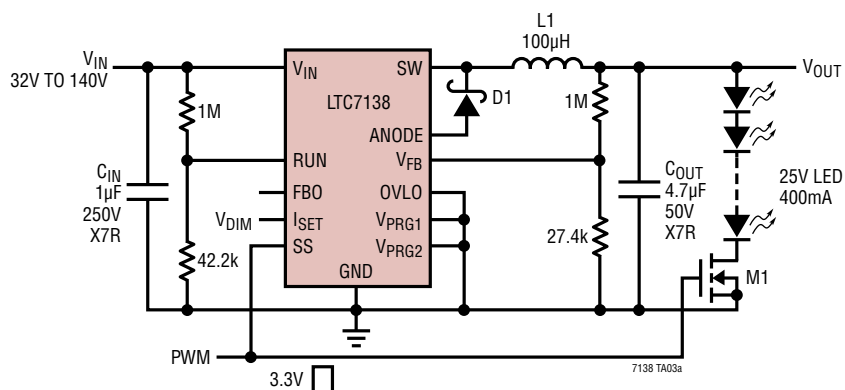 L1
100μH
VIN
32V TO 140V
VIN
SW
VOUT
LTC7138
D1
1M
1M
ANODE
RUN
VFB
CIN
1μF
250V
X7R
FBO
OVLO
COUT
4.7μF
50V
X7R
25V LED
400mA
VDIM
ISET
VPRG1
SS
VPRG2
42.2k
27.4k
GND
M1
PWM
7138 TA03a
3.3V